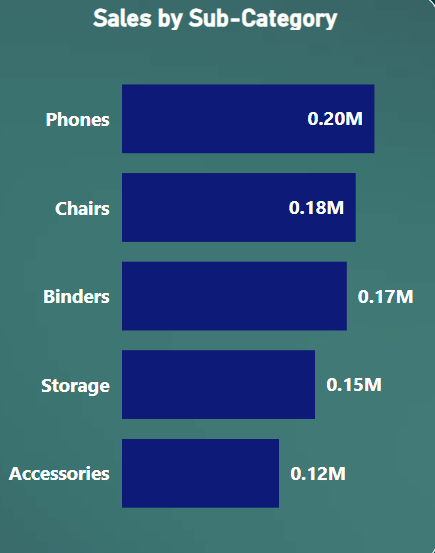 Sales by Sub-Category
Phones 0.20M
Chairs 0.18M
Binders 0.17M
Storage 0.15M
Accessories 0.12M